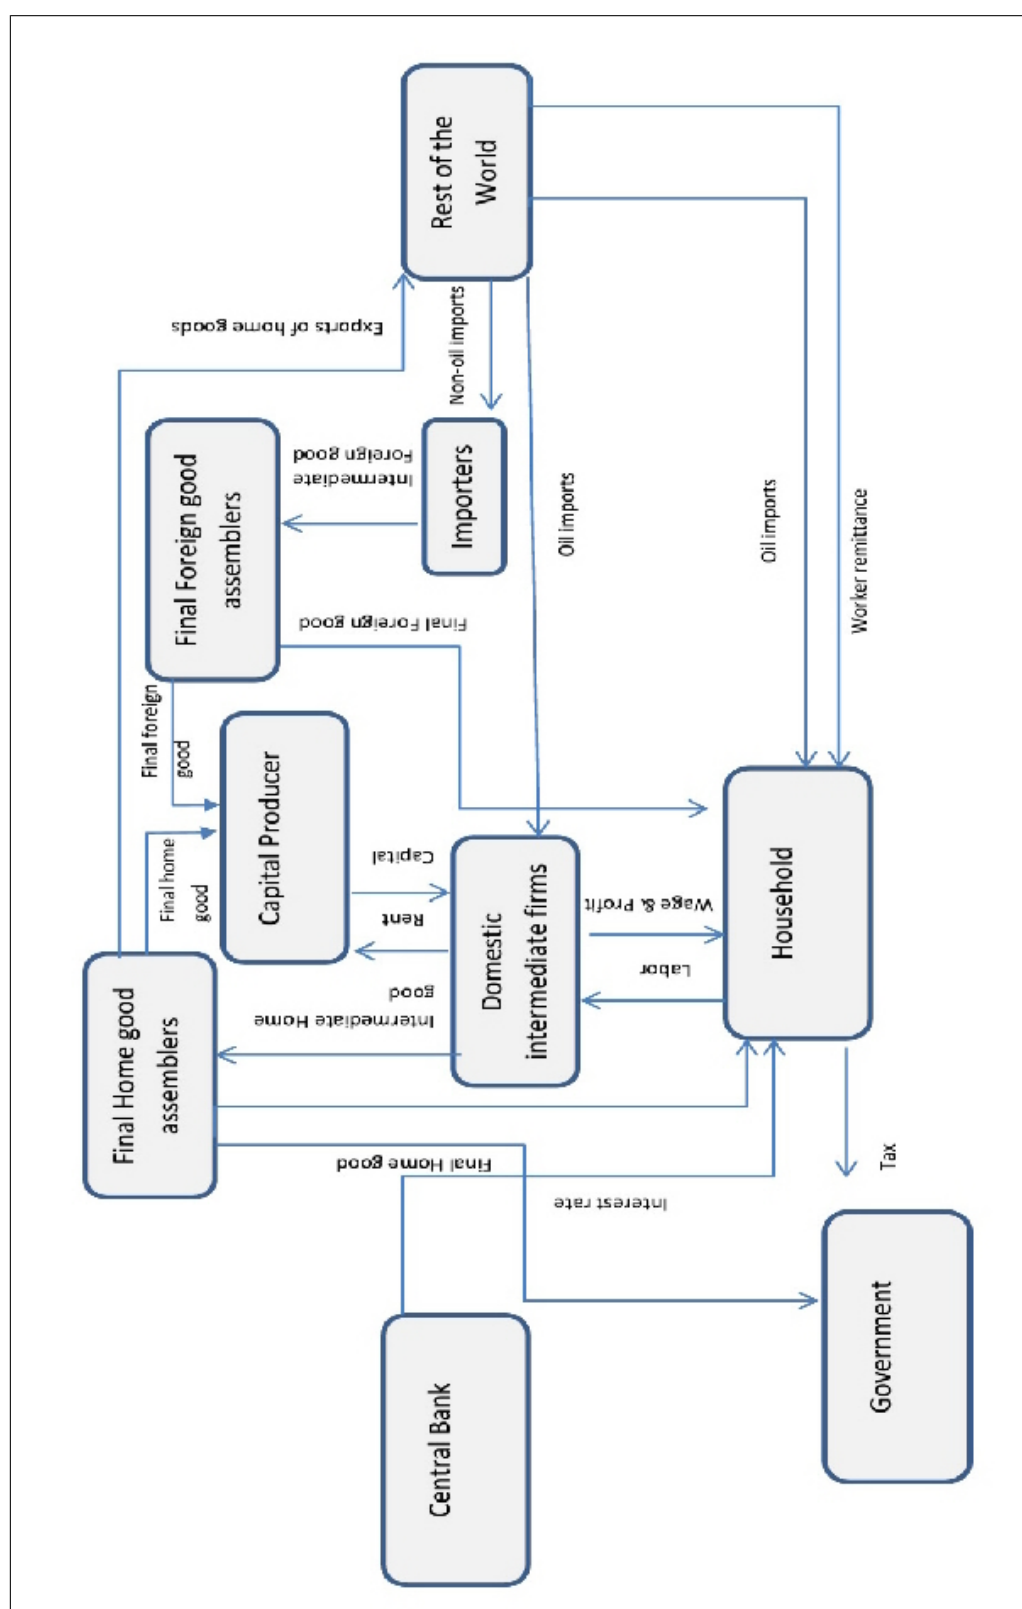 Final Home good
assemblers
Final home
good
Final foreign
good
Final Foreign good
assemblers
Exports of home goods
Capital Producer
Intermediate
Foreign good
Rest of the
World
Non-oil imports
Importers
Final Foreign good
Rent
Capital
Intermediate Home
good
Central Bank
Final Home good
Domestic
intermediate firms
Oil imports
Interest rate
Labor
Wage & Profit
Household
Oil imports
Worker remittance
Government
Tax